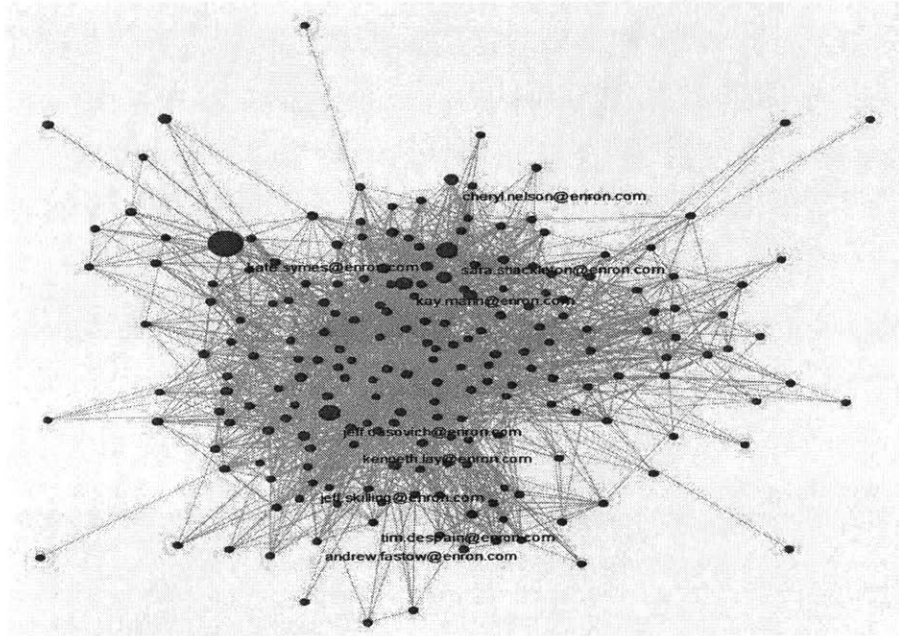 cheryl.nelson@enron.com
kate.symes@enron.com
sara.shackleton@enron.com
kay.mann@enron.com
jeff.dasovich@enron.com
kenneth.lay@enron.com
jeff.skilling@enron.com
tim.despain@enron.com
andrew.fastow@enron.com